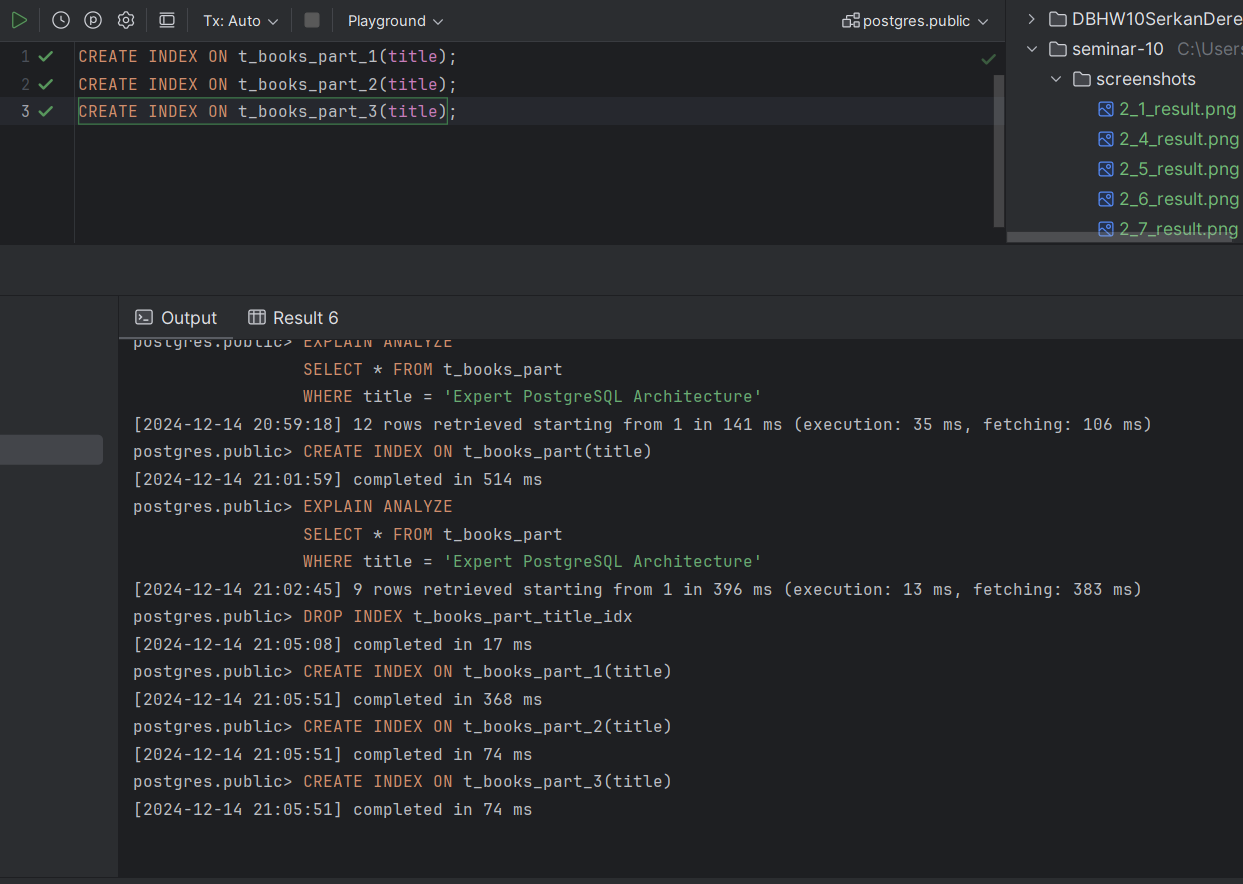 Tx: Auto
Playground
postgres.public
1 CREATE INDEX ON t_books_part_1(title);
2 CREATE INDEX ON t_books_part_2(title);
3 CREATE INDEX ON t_books_part_3(title);
DBHW10SerkanDere
seminar-10 C:\Users
screenshots
2_1_result.png
2_4_result.png
2_5_result.png
2_6_result.png
2_7_result.png
Output Result 6
postgres.public> EXPLAIN ANALYZE
SELECT * FROM t_books_part
WHERE title = 'Expert PostgreSQL Architecture'
[2024-12-14 20:59:18] 12 rows retrieved starting from 1 in 141 ms (execution: 35 ms, fetching: 106 ms)
postgres.public> CREATE INDEX ON t_books_part(title)
[2024-12-14 21:01:59] completed in 514 ms
postgres.public> EXPLAIN ANALYZE
SELECT * FROM t_books_part
WHERE title = 'Expert PostgreSQL Architecture'
[2024-12-14 21:02:45] 9 rows retrieved starting from 1 in 396 ms (execution: 13 ms, fetching: 383 ms)
postgres.public> DROP INDEX t_books_part_title_idx
[2024-12-14 21:05:08] completed in 17 ms
postgres.public> CREATE INDEX ON t_books_part_1(title)
[2024-12-14 21:05:51] completed in 368 ms
postgres.public> CREATE INDEX ON t_books_part_2(title)
[2024-12-14 21:05:51] completed in 74 ms
postgres.public> CREATE INDEX ON t_books_part_3(title)
[2024-12-14 21:05:51] completed in 74 ms